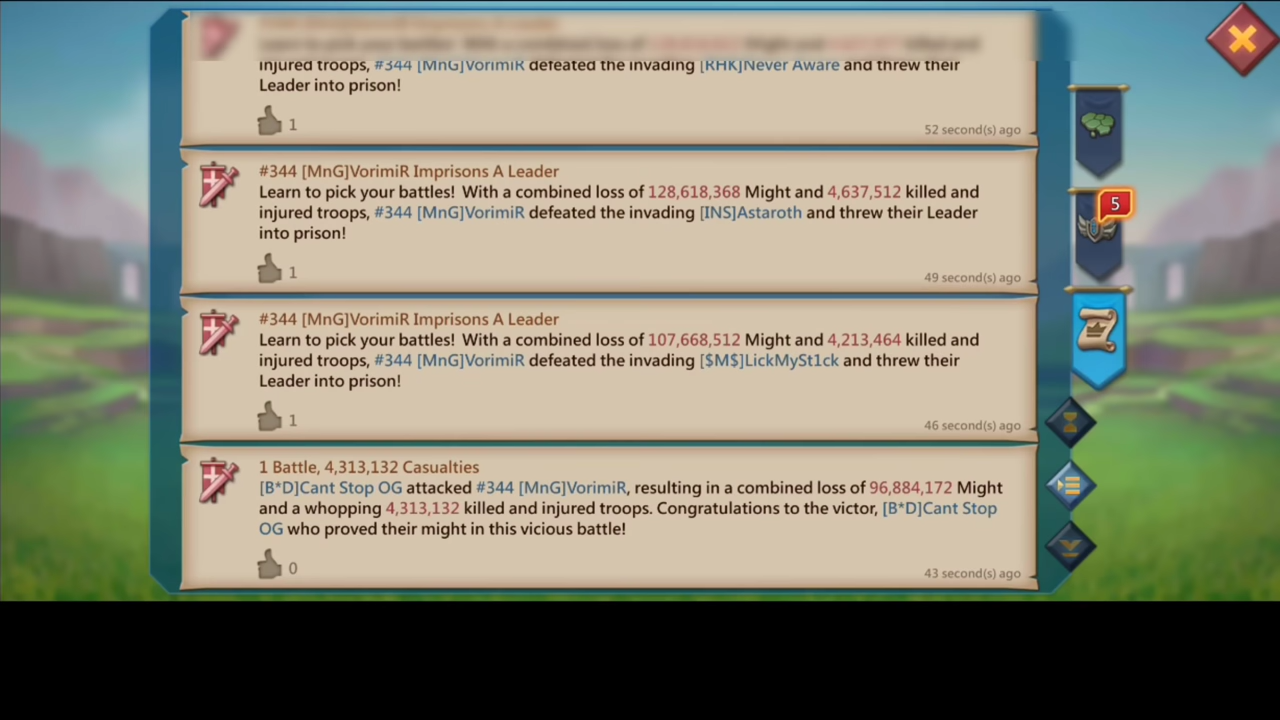 injured troops, #344 [MnG]VorimiR defeated the invading [RHK]Never Aware and threw their
Leader into prison!
1
52 second(s) ago
#344 [MnG]VorimiR Imprisons A Leader
Learn to pick your battles! With a combined loss of 128,618,368 Might and 4,637,512 killed and
injured troops, #344 [MnG]VorimiR defeated the invading [INS]Astaroth and threw their Leader
into prison!
1
49 second(s) ago
#344 [MnG]VorimiR Imprisons A Leader
Learn to pick your battles! With a combined loss of 107,668,512 Might and 4,213,464 killed and
injured troops, #344 [MnG]VorimiR defeated the invading [$M$]LickMySt1ck and threw their
Leader into prison!
1
46 second(s) ago
1 Battle, 4,313,132 Casualties
[B*D]Cant Stop OG attacked #344 [MnG]VorimiR, resulting in a combined loss of 96,884,172 Might
and a whopping 4,313,132 killed and injured troops. Congratulations to the victor, [B*D]Cant Stop
OG who proved their might in this vicious battle!
0
43 second(s) ago
5